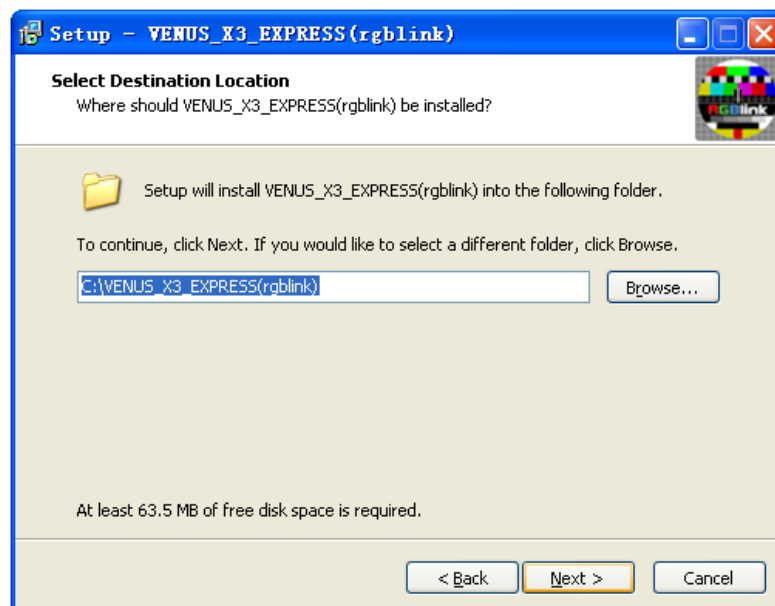 Setup - VENUS_X3_EXPRESS(rgblink)
Select Destination Location
Where should VENUS_X3_EXPRESS(rgblink) be installed?
RGBlink
Setup will install VENUS_X3_EXPRESS(rgblink) into the following folder.
To continue, click Next. If you would like to select a different folder, click Browse.
C:\VENUS_X3_EXPRESS(rgblink)
Browse...
At least 63.5 MB of free disk space is required.
< Back
Next >
Cancel